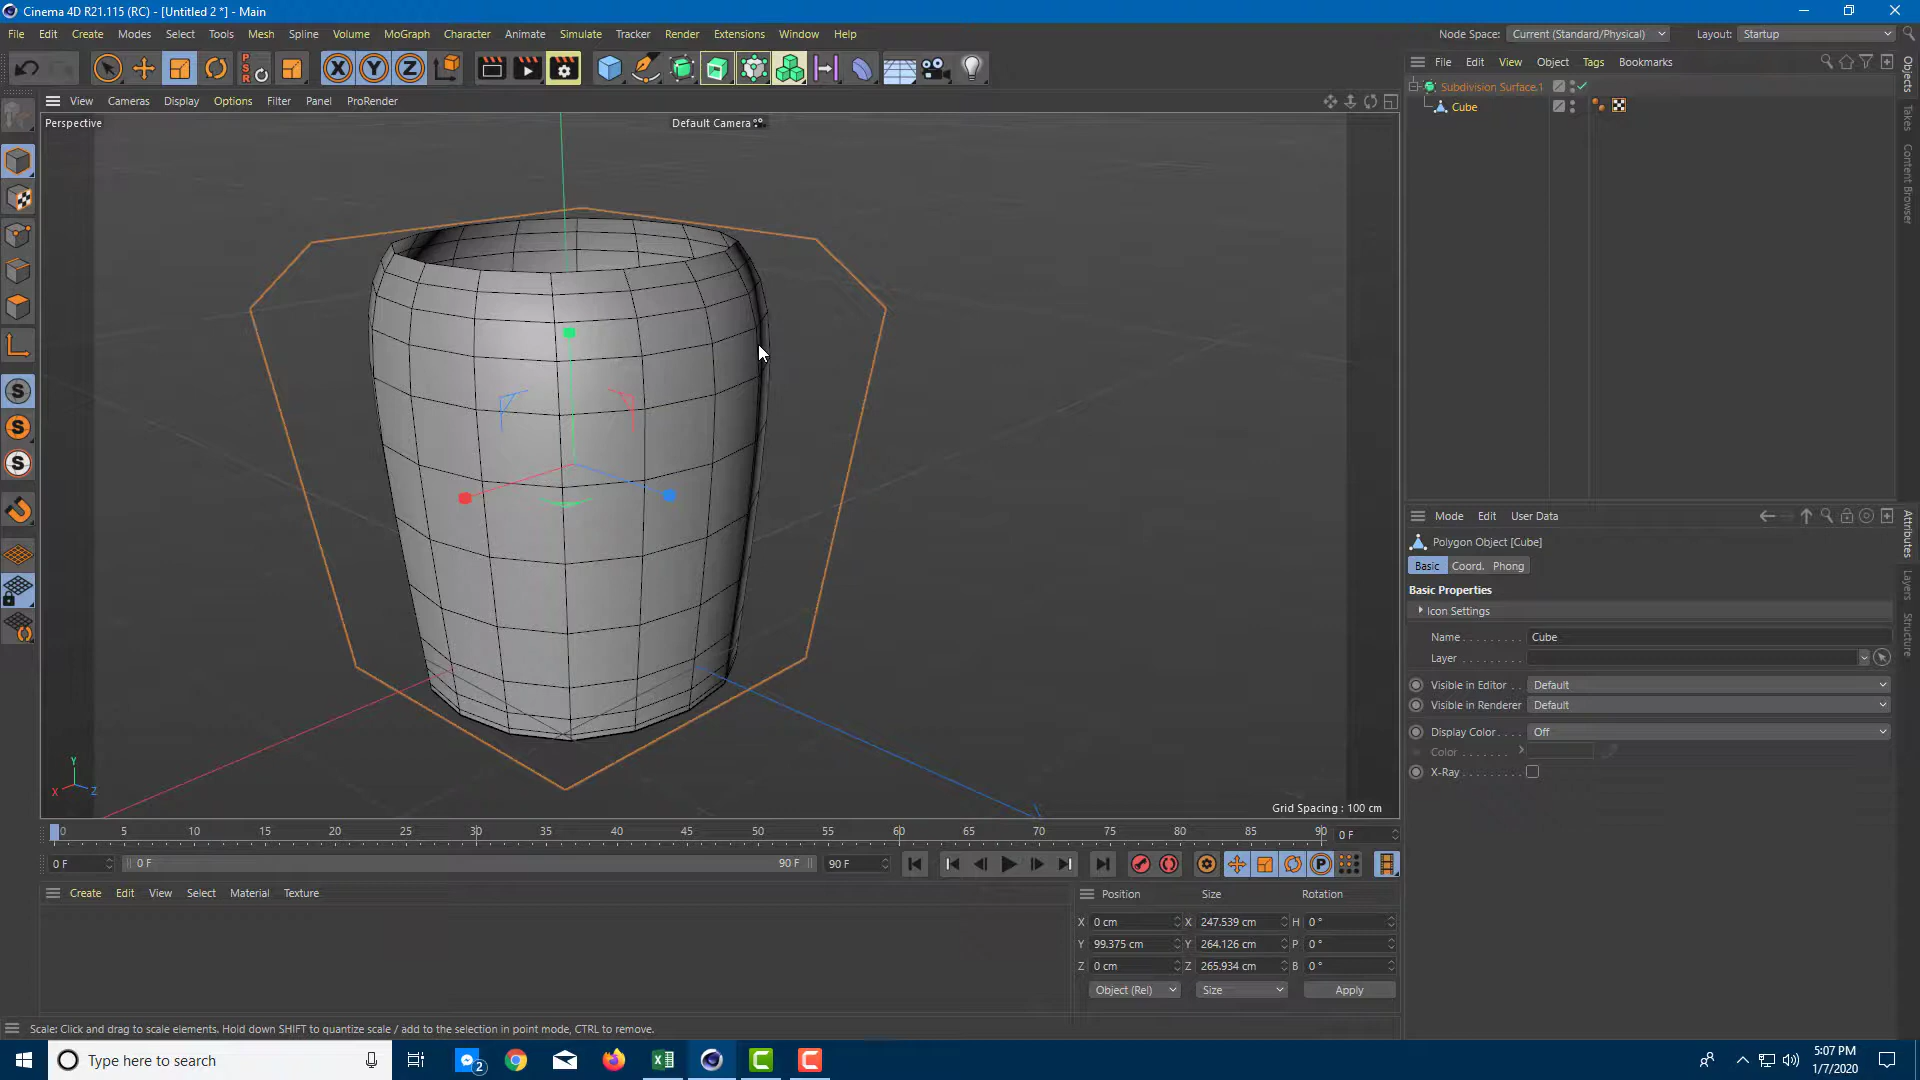 Cinema 4D R21.115 (RC) - [Untitled 2 *] - Main
File Edit Create Modes Select Tools Mesh Spline Volume MoGraph Character Animate Simulate Tracker Render Extensions Window Help
Node Space: Current (Standard/Physical) Layout: Startup
P S R
X Y Z
View Cameras Display Options Filter Panel ProRender
Perspective
Default Camera
File Edit View Object Tags Bookmarks
Subdivision Surface.1
Cube
Objects
Takes
Content Browser
S
S
S
Y
X Z
Grid Spacing : 100 cm
Mode Edit User Data
Polygon Object [Cube]
Basic Coord. Phong
Basic Properties
Icon Settings
Name Cube
Layer
Visible in Editor Default
Visible in Renderer Default
Display Color Off
Color
X-Ray
Attributes
Layers
Structure
0 5 10 15 20 25 30 35 40 45 50 55 60 65 70 75 80 85 90 0 F
0 F 0 F 90 F 90 F
P
Create Edit View Select Material Texture
Position Size Rotation
X 0 cm X 247.539 cm H 0 °
Y 99.375 cm Y 264.126 cm P 0 °
Z 0 cm Z 265.934 cm B 0 °
Object (Rel) Size Apply
Scale: Click and drag to scale elements. Hold down SHIFT to quantize scale / add to the selection in point mode, CTRL to remove.
Type here to search
2
5:07 PM
1/7/2020